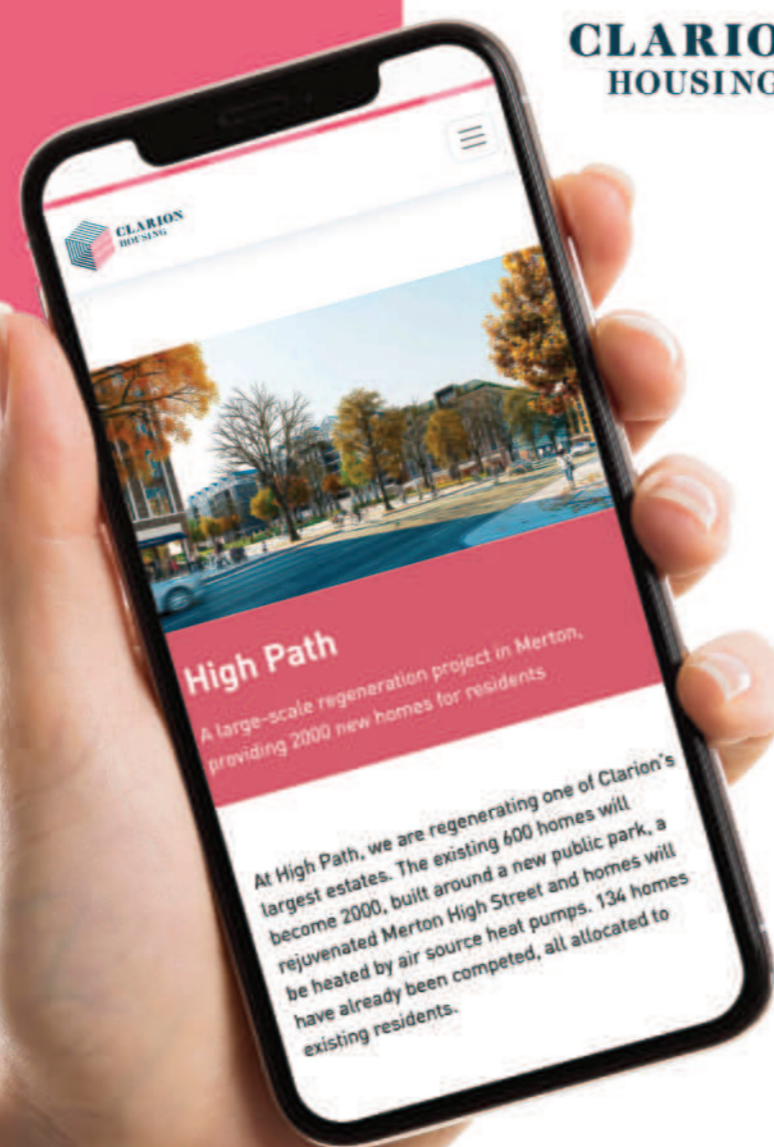 CLARIO
HOUSING
CLARION
HOUSING
High Path
A large-scale regeneration project in Merton,
providing 2000 new homes for residents
At High Path, we are regenerating one of Clarion's
largest estates. The existing 600 homes will
become 2000, built around a new public park, a
rejuvenated Merton High Street and homes will
be heated by air source heat pumps. 134 homes
have already been competed, all allocated to
existing residents.